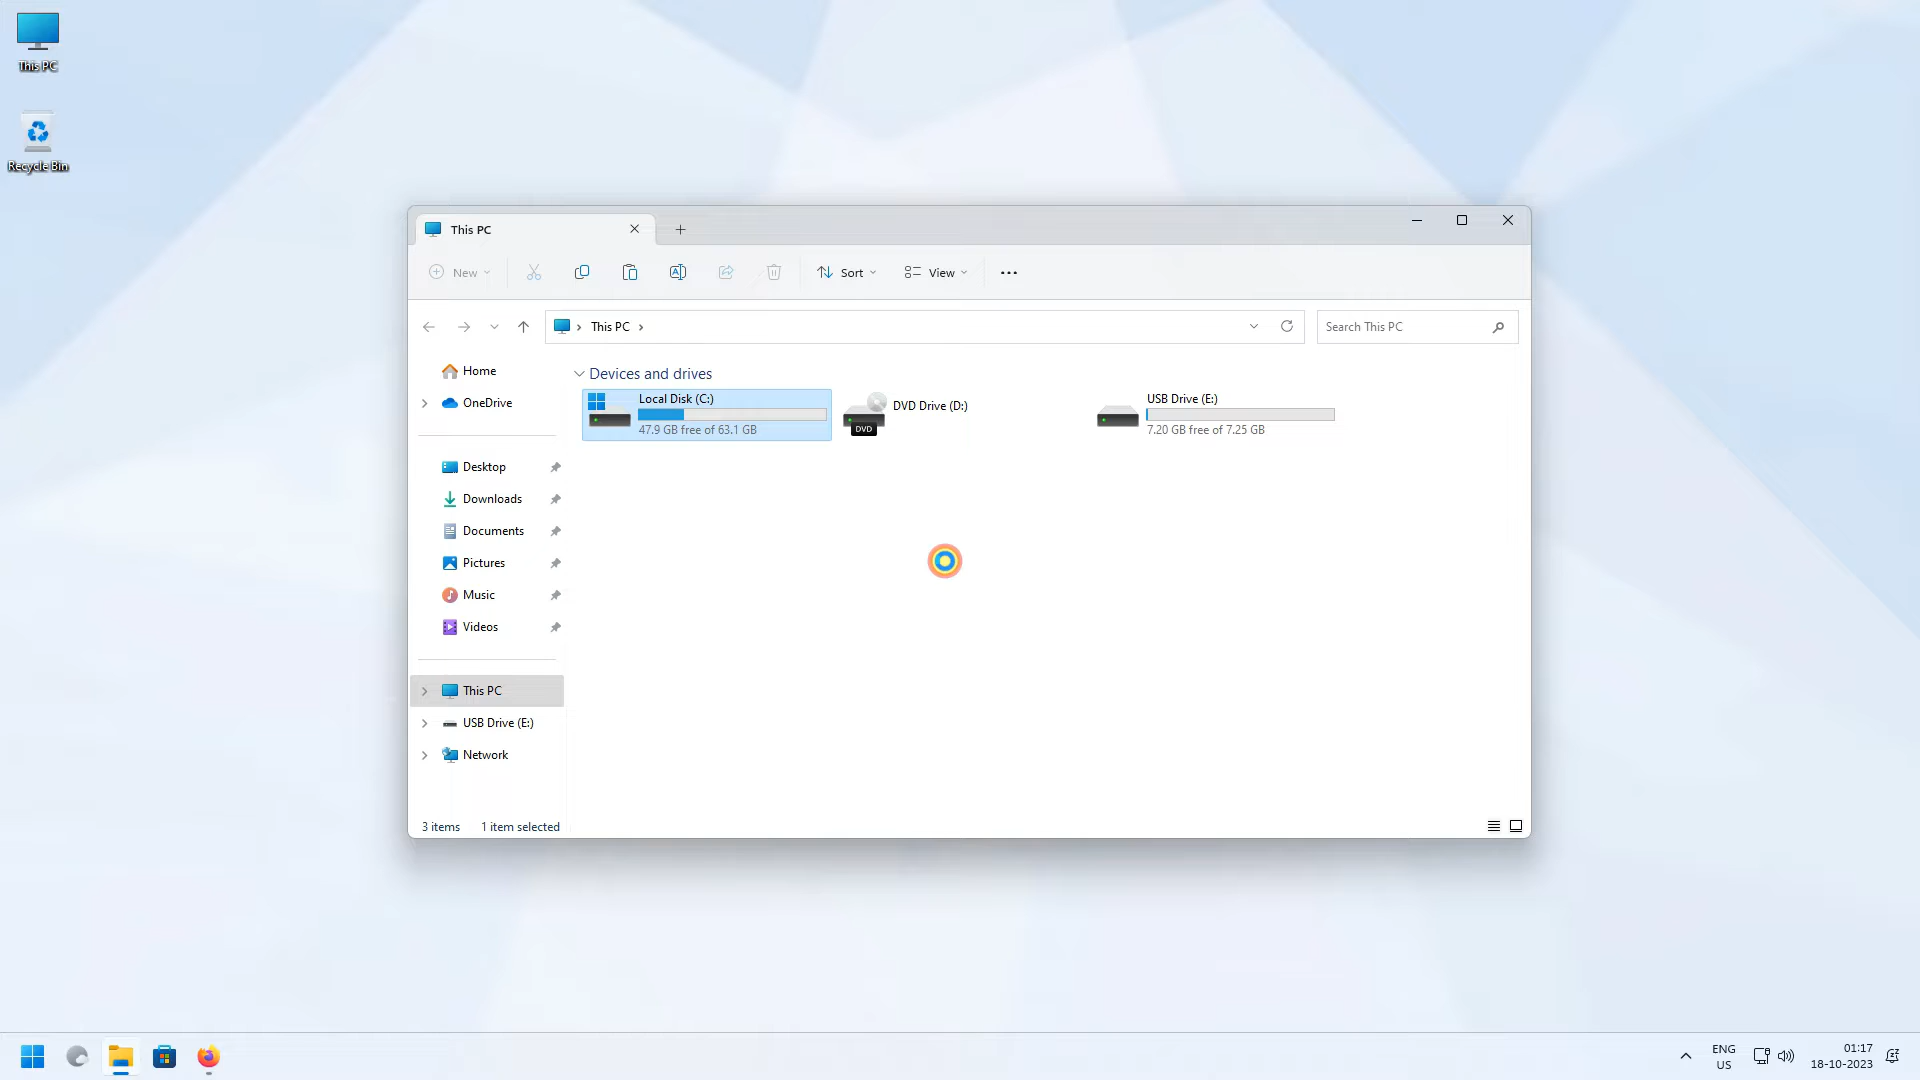 This PC
Recycle Bin
This PC
New
Sort
View
This PC
Search This PC
Home
OneDrive
Desktop
Downloads
Documents
Pictures
Music
Videos
This PC
USB Drive (E:)
Network
Devices and drives
Local Disk (C:)
47.9 GB free of 63.1 GB
DVD Drive (D:)
DVD
USB Drive (E:)
7.20 GB free of 7.25 GB
3 items 1 item selected
ENG
US
01:17
18-10-2023